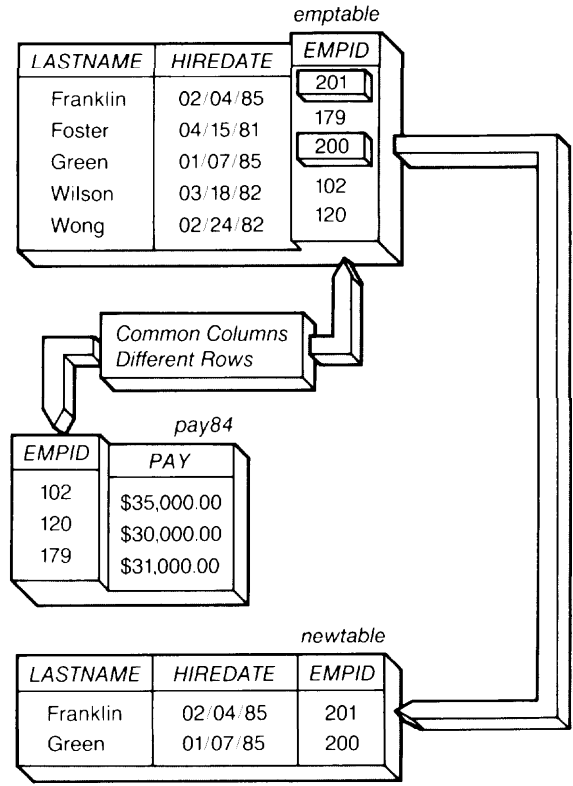 emptable
LASTNAME HIREDATE EMPID
Franklin 02/04/85 201
Foster 04/15/81 179
Green 01/07/85 200
Wilson 03/18/82 102
Wong 02/24/82 120
Common Columns
Different Rows
pay84
EMPID PAY
102 $35,000.00
120 $30,000.00
179 $31,000.00
newtable
LASTNAME HIREDATE EMPID
Franklin 02/04/85 201
Green 01/07/85 200